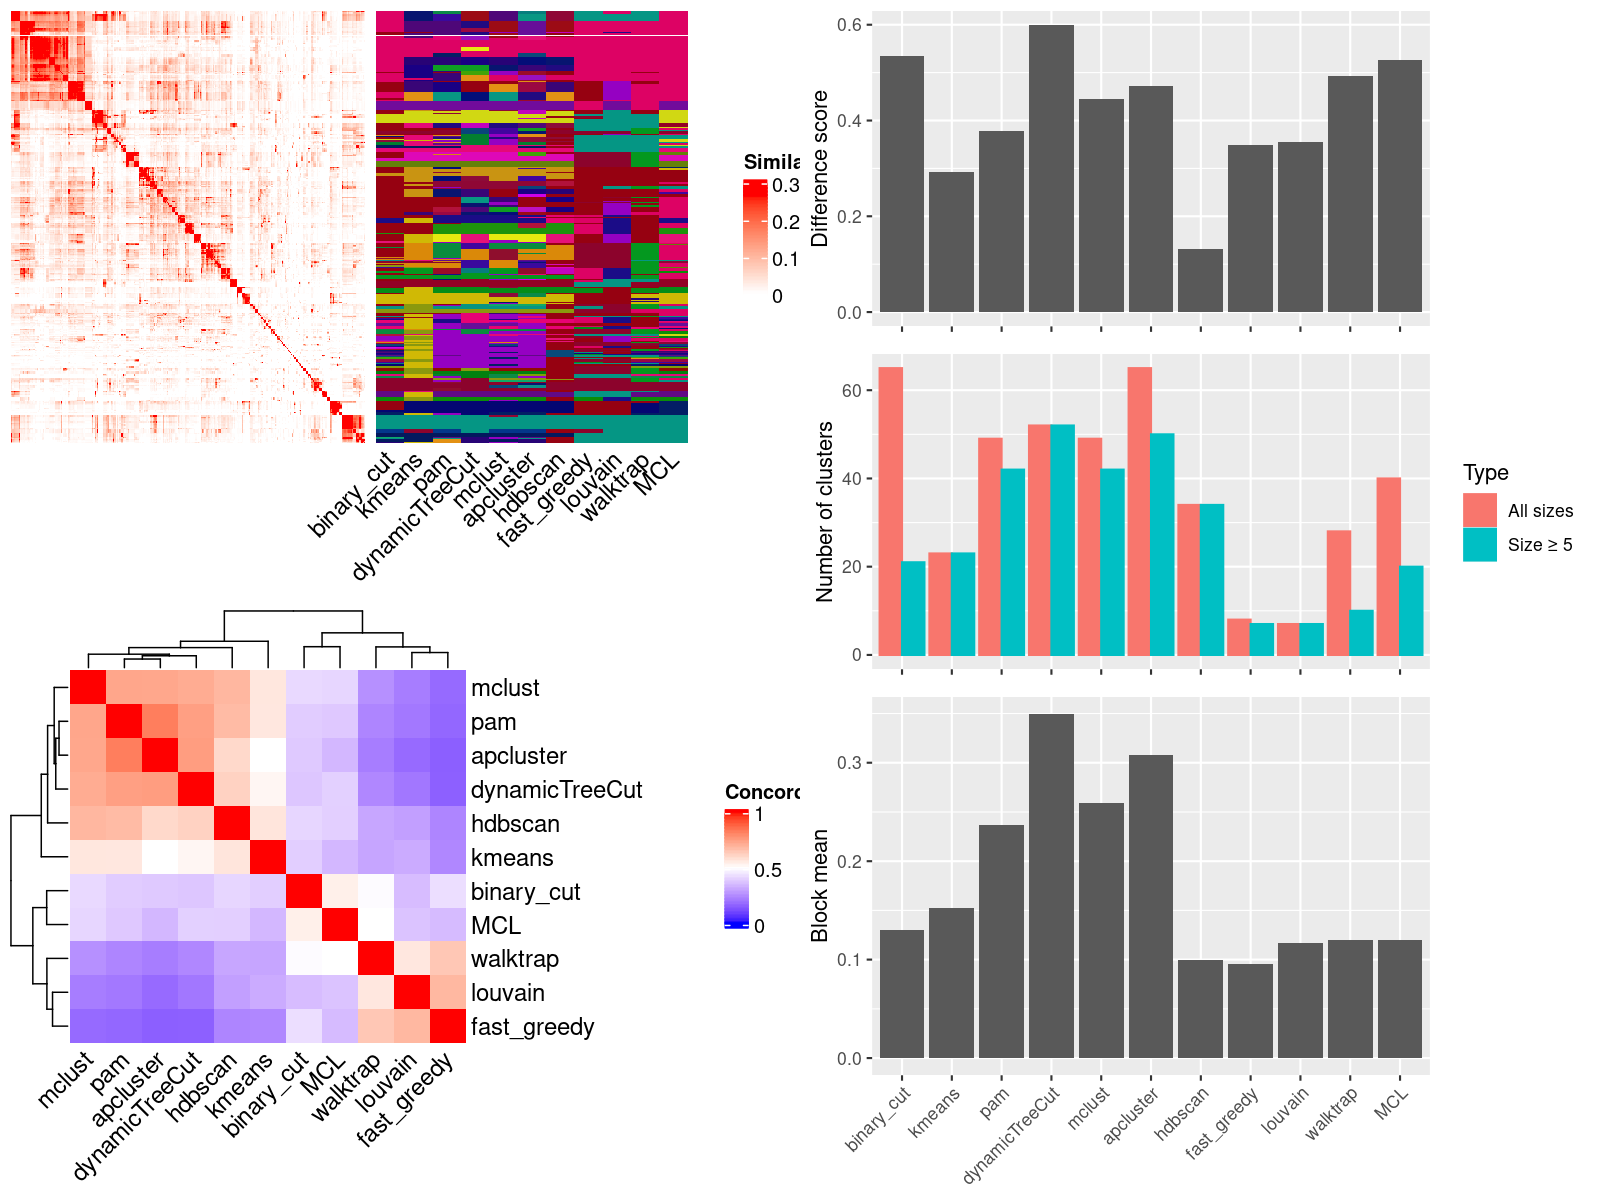 Simila
0.3
0.2
0.1
0
binary_cut
kmeans
pam
dynamicTreeCut
mclust
apcluster
hdbscan
fast_greedy
louvain
walktrap
MCL
mclust
pam
apcluster
dynamicTreeCut
hdbscan
kmeans
binary_cut
MCL
walktrap
louvain
fast_greedy
mclust
pam
apcluster
dynamicTreeCut
hdbscan
kmeans
binary_cut
MCL
walktrap
louvain
fast_greedy
Concord
1
0.5
0
Difference score
0.6
0.4
0.2
0.0
Number of clusters
60
40
20
0
Type
All sizes
Size ≥ 5
Block mean
0.3
0.2
0.1
0.0
binary_cut
kmeans
pam
dynamicTreeCut
mclust
apcluster
hdbscan
fast_greedy
louvain
walktrap
MCL